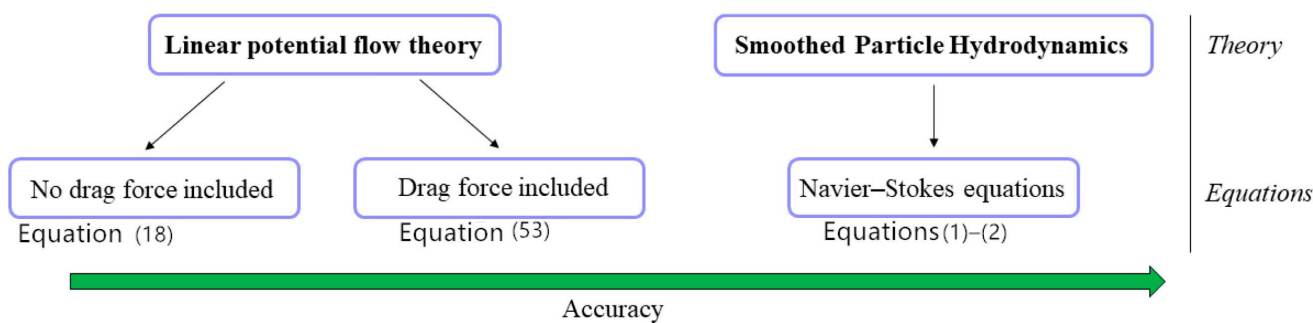 Linear potential flow theory
Smoothed Particle Hydrodynamics
Theory
No drag force included
Drag force included
Navier–Stokes equations
Equations
Equation (18)
Equation (53)
Equations(1)–(2)
Accuracy